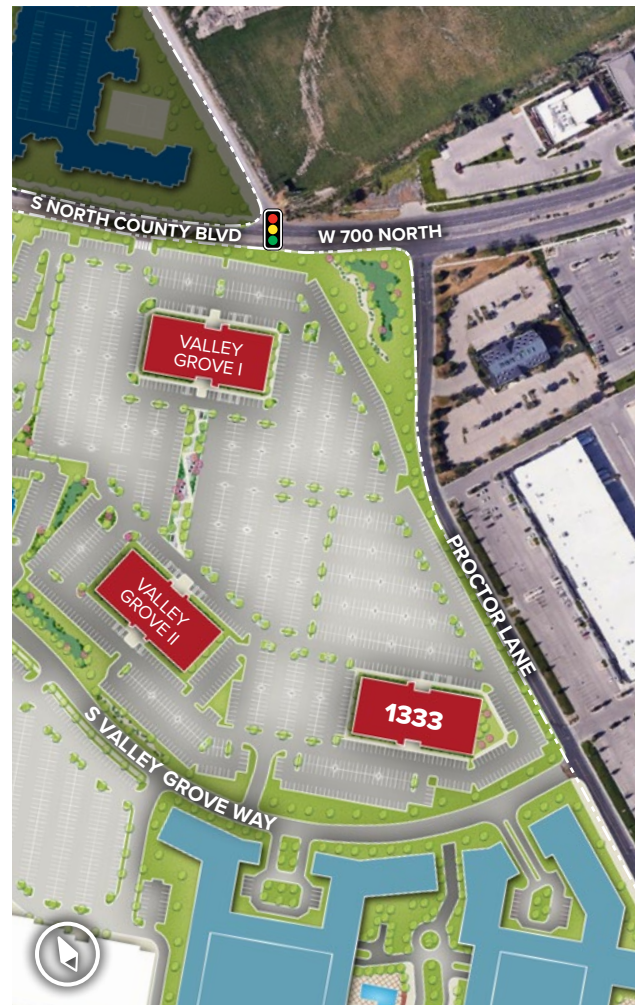 S NORTH COUNTY BLVD
W 700 NORTH
VALLEY
GROVE I
PROCTOR LANE
VALLEY
GROVE II
1333
S VALLEY GROVE WAY